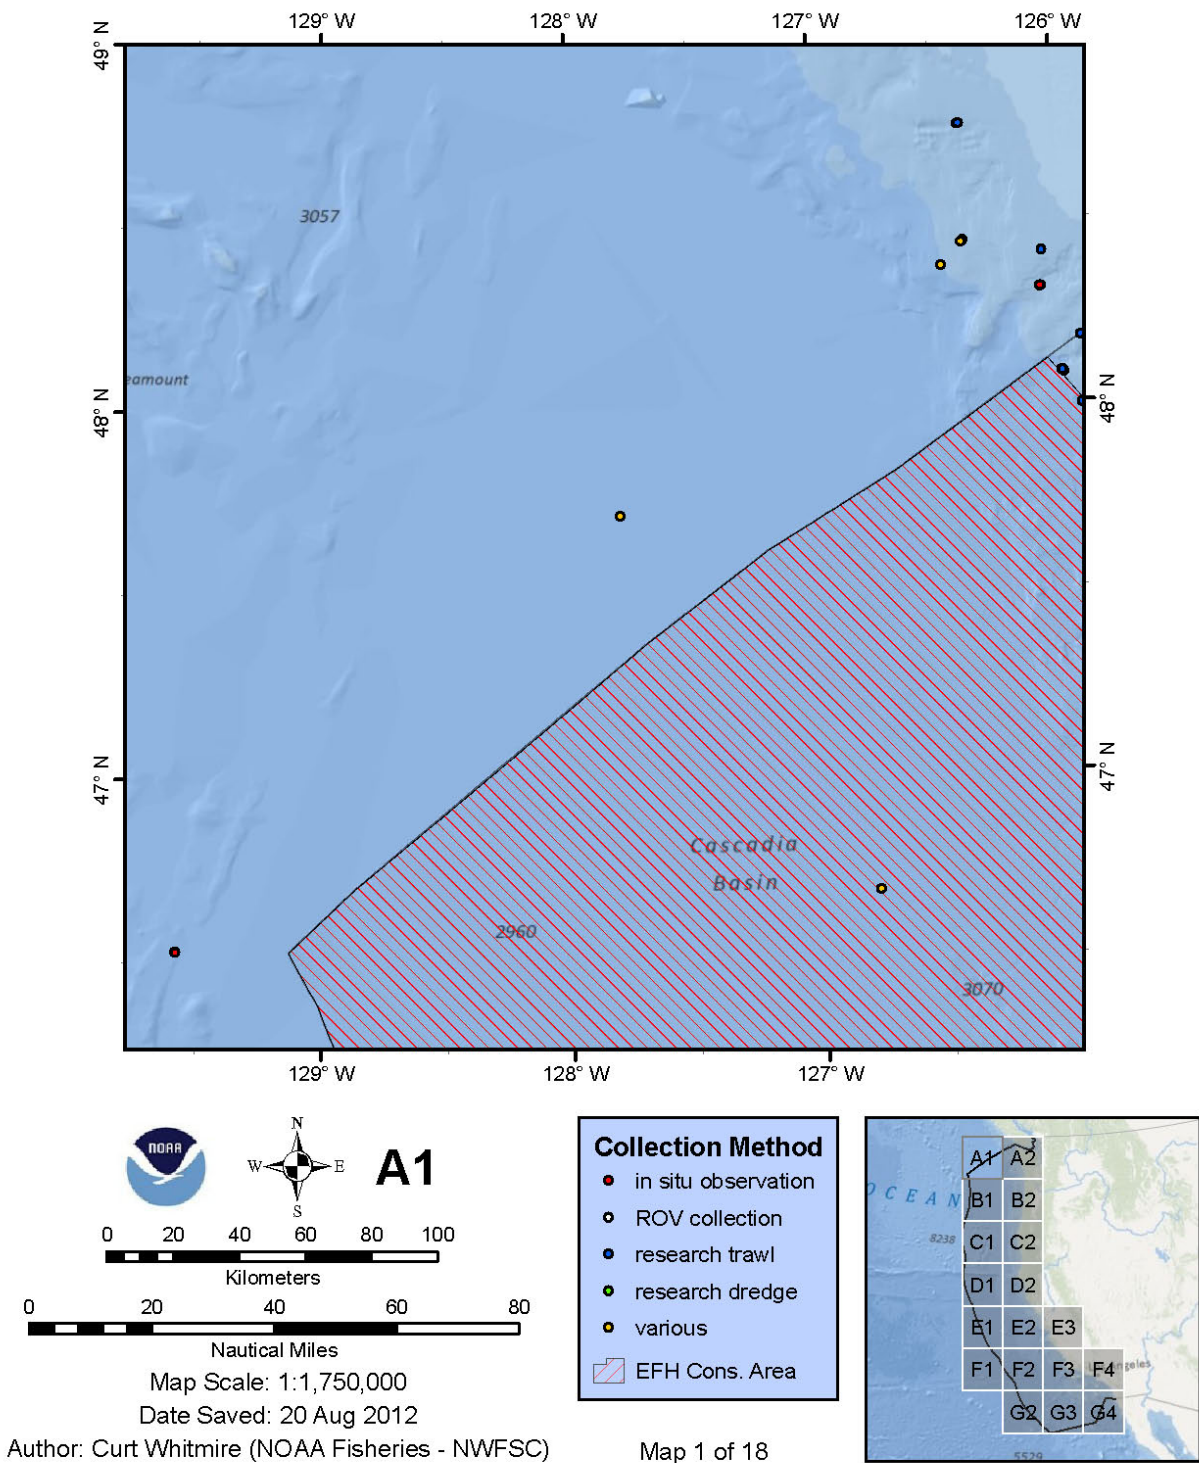 129° W 128° W 127° W 126° W
49° N
3057
eamount
48° N 48° N
47° N 47° N
Cascadia
Basin
2960
3070
129° W 128° W 127° W
NOAA
N
W E
S
A1
0 20 40 60 80 100
Kilometers
0 20 40 60 80
Nautical Miles
Map Scale: 1:1,750,000
Date Saved: 20 Aug 2012
Author: Curt Whitmire (NOAA Fisheries - NWFSC)
Collection Method
in situ observation
ROV collection
research trawl
research dredge
various
EFH Cons. Area
Map 1 of 18
A1 A2
OCEAN B1 B2
8238 C1 C2
D1 D2
E1 E2 E3
F1 F2 F3 F4 geles
G2 G3 G4
5529